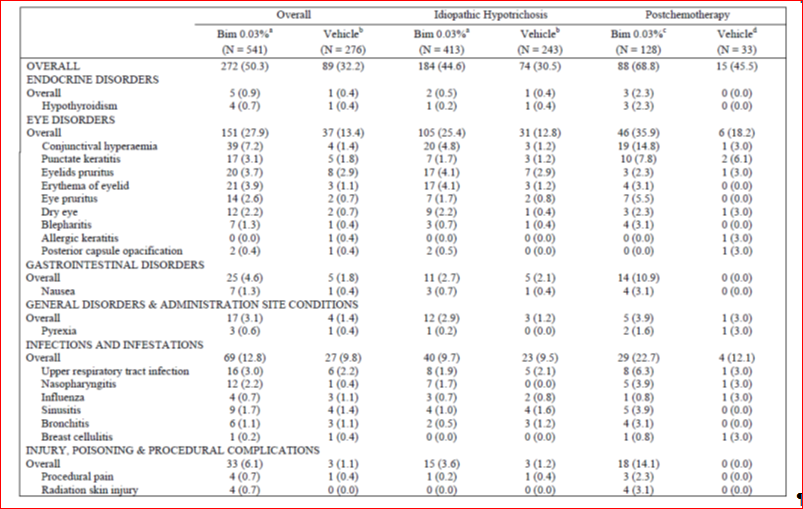 Overall Idiopathic Hypotrichosis Postchemotherapy
Bim 0.03%a Vehicleb Bim 0.03%a Vehicleb Bim 0.03%c Vehicled
(N = 541) (N = 276) (N = 413) (N = 243) (N = 128) (N = 33)
OVERALL 272 (50.3) 89 (32.2) 184 (44.6) 74 (30.5) 88 (68.8) 15 (45.5)
ENDOCRINE DISORDERS
Overall 5 (0.9) 1 (0.4) 2 (0.5) 1 (0.4) 3 (2.3) 0 (0.0)
Hypothyroidism 4 (0.7) 1 (0.4) 1 (0.2) 1 (0.4) 3 (2.3) 0 (0.0)
EYE DISORDERS
Overall 151 (27.9) 37 (13.4) 105 (25.4) 31 (12.8) 46 (35.9) 6 (18.2)
Conjunctival hyperaemia 39 (7.2) 4 (1.4) 20 (4.8) 3 (1.2) 19 (14.8) 1 (3.0)
Punctate keratitis 17 (3.1) 5 (1.8) 7 (1.7) 3 (1.2) 10 (7.8) 2 (6.1)
Eyelids pruritus 20 (3.7) 8 (2.9) 17 (4.1) 7 (2.9) 3 (2.3) 1 (3.0)
Erythema of eyelid 21 (3.9) 3 (1.1) 17 (4.1) 3 (1.2) 4 (3.1) 0 (0.0)
Eye pruritus 14 (2.6) 2 (0.7) 7 (1.7) 2 (0.8) 7 (5.5) 0 (0.0)
Dry eye 12 (2.2) 2 (0.7) 9 (2.2) 1 (0.4) 3 (2.3) 1 (3.0)
Blepharitis 7 (1.3) 1 (0.4) 3 (0.7) 1 (0.4) 4 (3.1) 0 (0.0)
Allergic keratitis 0 (0.0) 1 (0.4) 0 (0.0) 0 (0.0) 0 (0.0) 1 (3.0)
Posterior capsule opacification 2 (0.4) 1 (0.4) 2 (0.5) 0 (0.0) 0 (0.0) 1 (3.0)
GASTROINTESTINAL DISORDERS
Overall 25 (4.6) 5 (1.8) 11 (2.7) 5 (2.1) 14 (10.9) 0 (0.0)
Nausea 7 (1.3) 1 (0.4) 3 (0.7) 1 (0.4) 4 (3.1) 0 (0.0)
GENERAL DISORDERS & ADMINISTRATION SITE CONDITIONS
Overall 17 (3.1) 4 (1.4) 12 (2.9) 3 (1.2) 5 (3.9) 1 (3.0)
Pyrexia 3 (0.6) 1 (0.4) 1 (0.2) 0 (0.0) 2 (1.6) 1 (3.0)
INFECTIONS AND INFESTATIONS
Overall 69 (12.8) 27 (9.8) 40 (9.7) 23 (9.5) 29 (22.7) 4 (12.1)
Upper respiratory tract infection 16 (3.0) 6 (2.2) 8 (1.9) 5 (2.1) 8 (6.3) 1 (3.0)
Nasopharyngitis 12 (2.2) 1 (0.4) 7 (1.7) 0 (0.0) 5 (3.9) 1 (3.0)
Influenza 4 (0.7) 3 (1.1) 3 (0.7) 2 (0.8) 1 (0.8) 1 (3.0)
Sinusitis 9 (1.7) 4 (1.4) 4 (1.0) 4 (1.6) 5 (3.9) 0 (0.0)
Bronchitis 6 (1.1) 3 (1.1) 2 (0.5) 3 (1.2) 4 (3.1) 0 (0.0)
Breast cellulitis 1 (0.2) 1 (0.4) 0 (0.0) 0 (0.0) 1 (0.8) 1 (3.0)
INJURY, POISONING & PROCEDURAL COMPLICATIONS
Overall 33 (6.1) 3 (1.1) 15 (3.6) 3 (1.2) 18 (14.1) 0 (0.0)
Procedural pain 4 (0.7) 1 (0.4) 1 (0.2) 1 (0.4) 3 (2.3) 0 (0.0)
Radiation skin injury 4 (0.7) 0 (0.0) 0 (0.0) 0 (0.0) 4 (3.1) 0 (0.0)